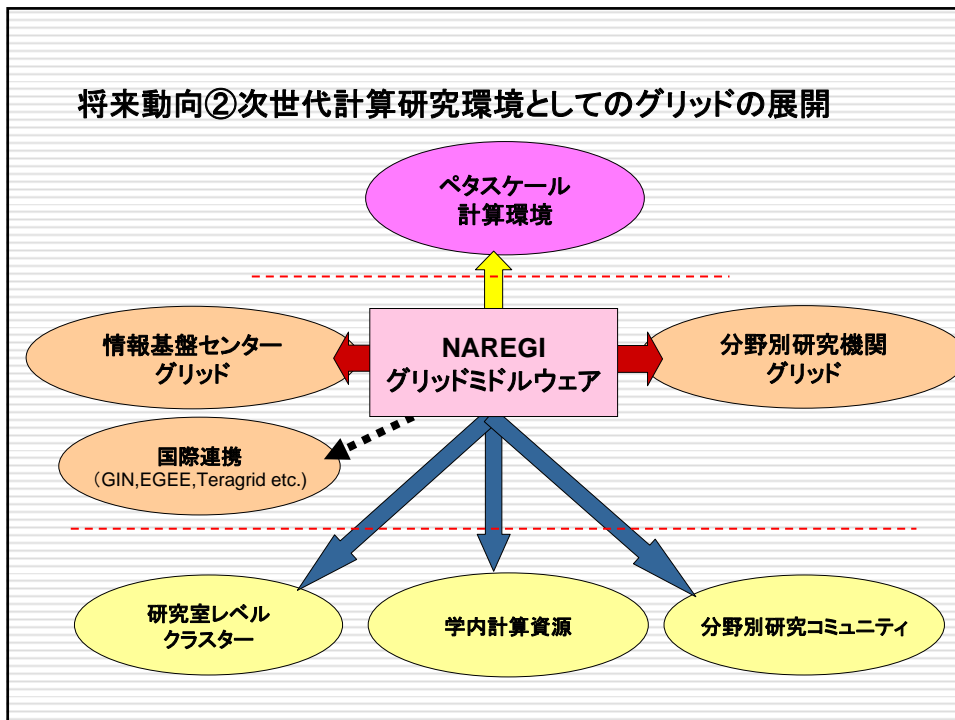 将来動向②次世代計算研究環境としてのグリッドの展開
ペタスケール
計算環境
情報基盤センター
グリッド
NAREGI
グリッドミドルウェア
分野別研究機関
グリッド
国際連携
（GIN,EGEE,Teragrid etc.)
研究室レベル
クラスター
学内計算資源
分野別研究コミュニティ